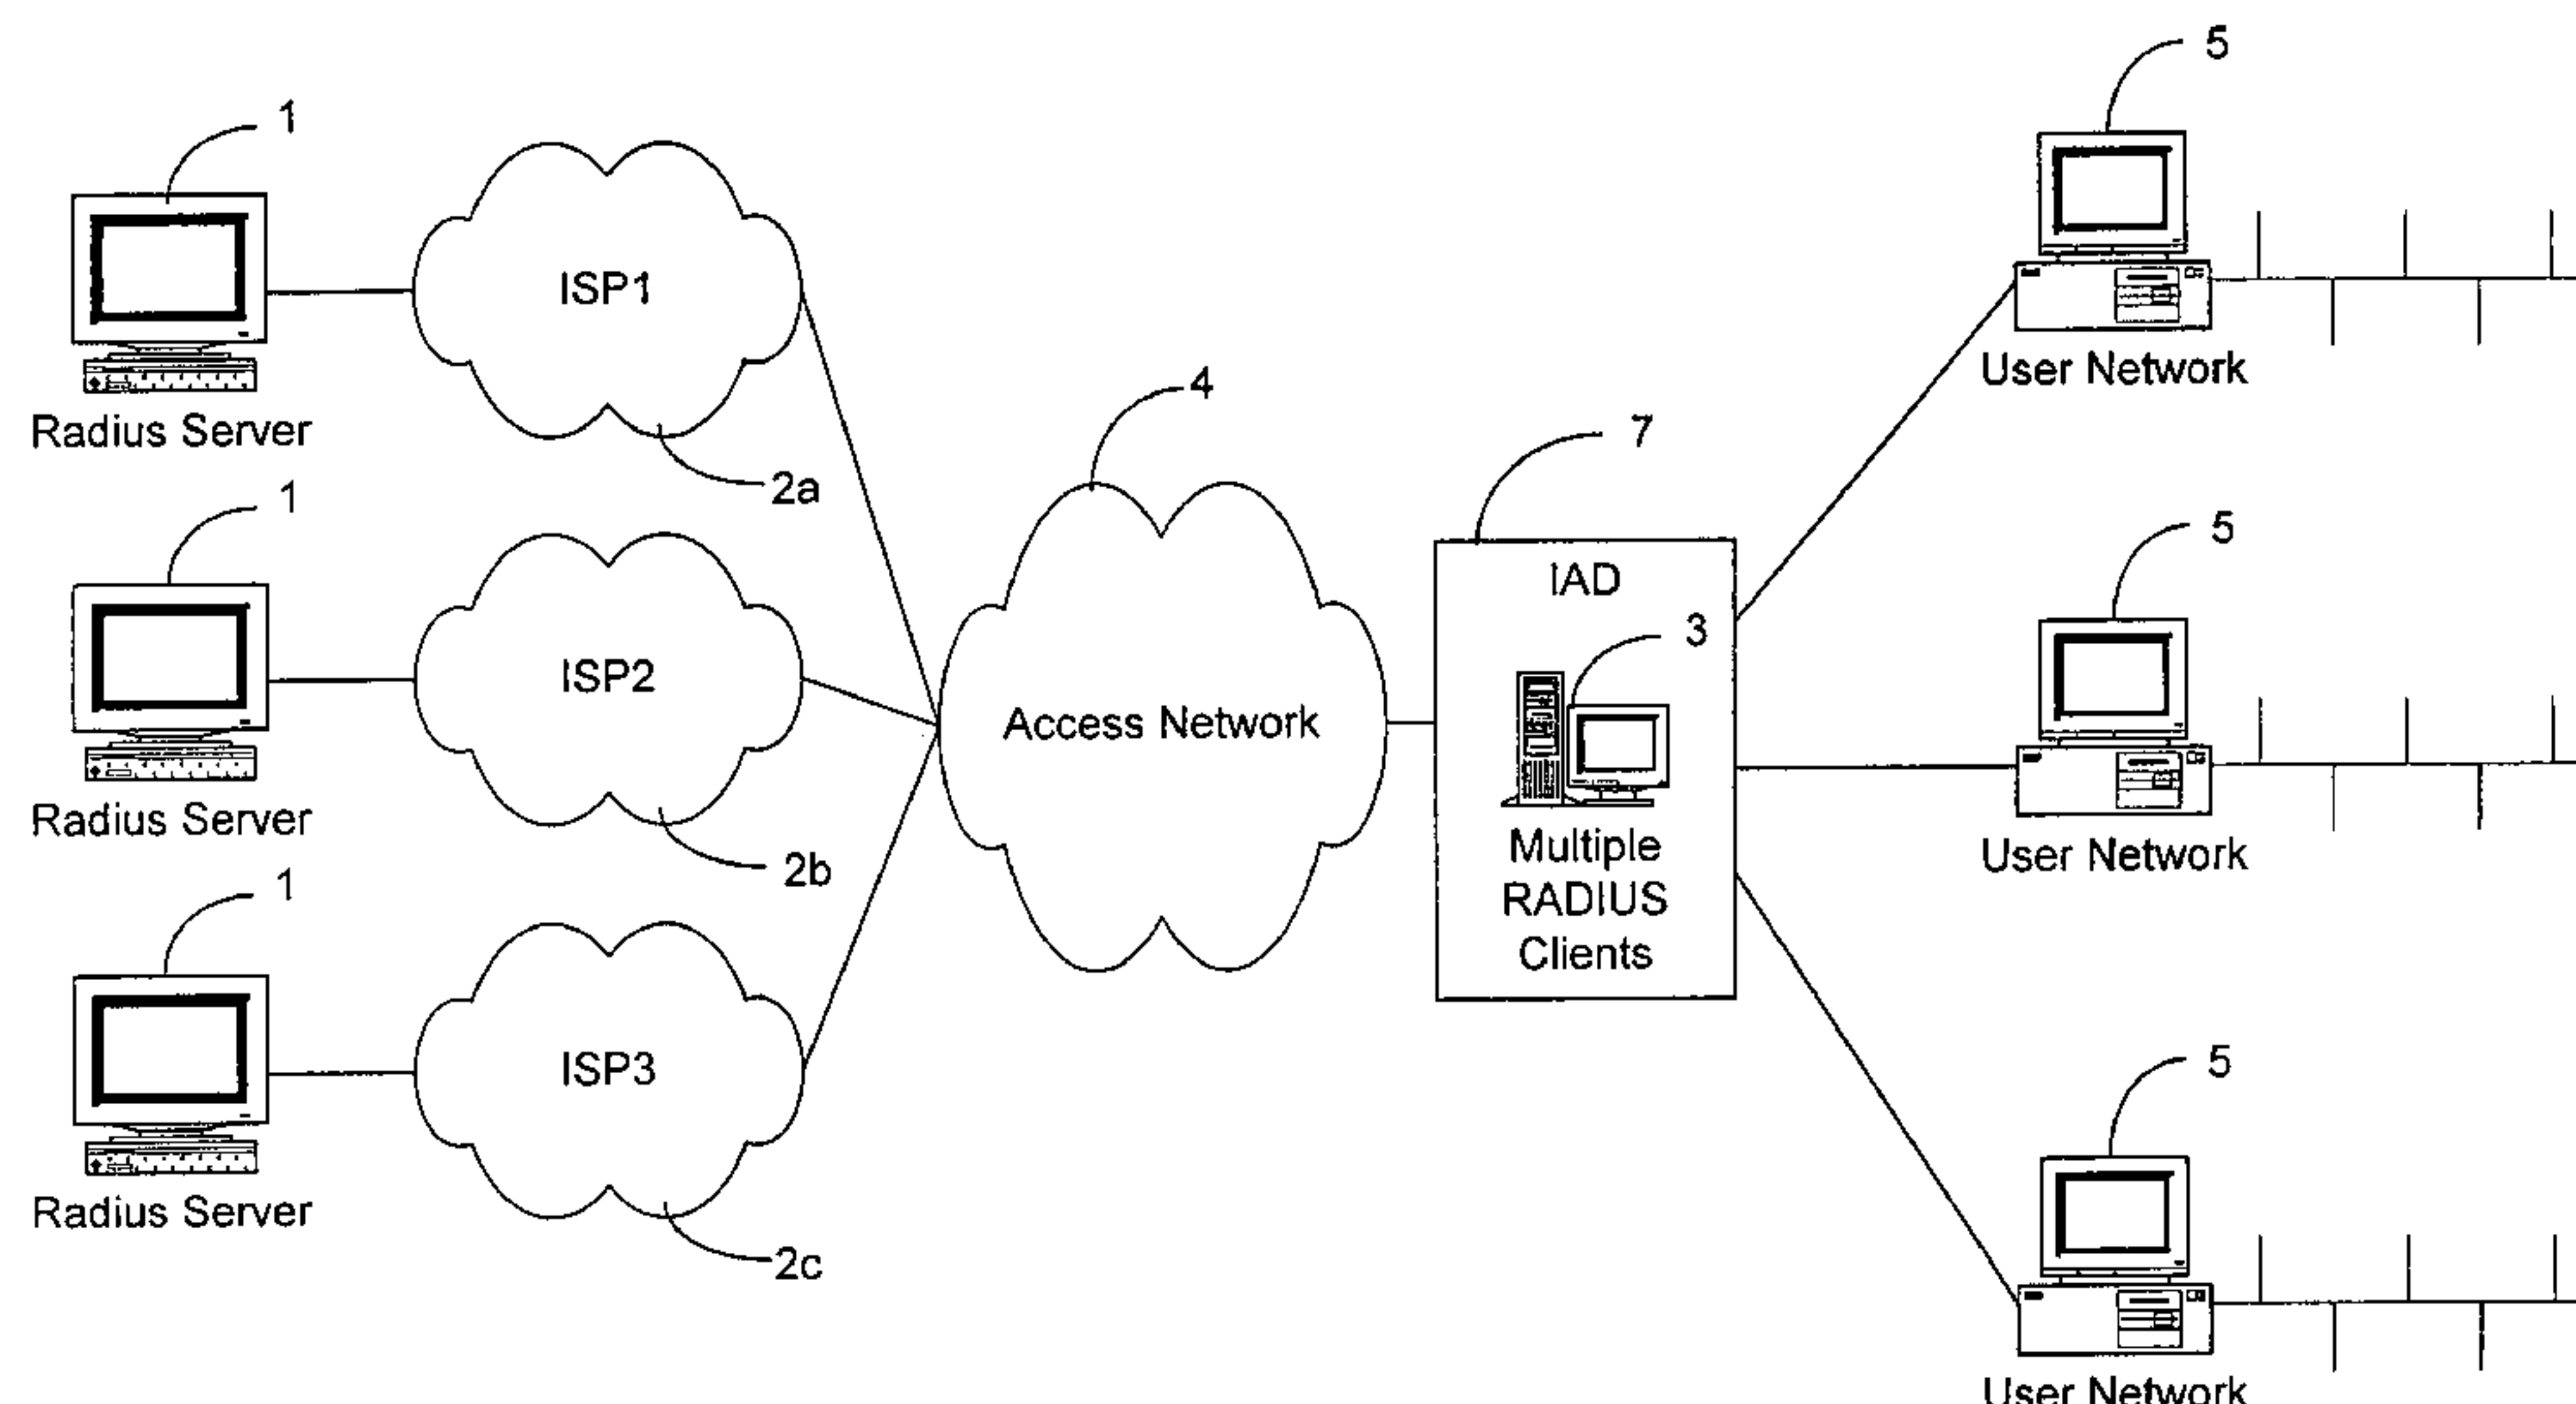 1
ISP1
Radius Server
2a
1
ISP2
Radius Server
2b
1
ISP3
Radius Server
2c
4
Access Network
7
IAD
3
Multiple
RADIUS
Clients
5
User Network
5
User Network
5
User Network